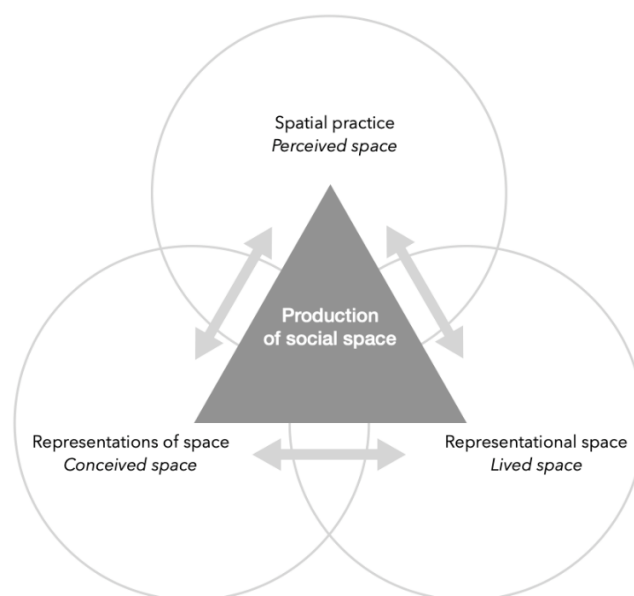 Spatial practice
Perceived space
Production
of social space
Representations of space
Conceived space
Representational space
Lived space